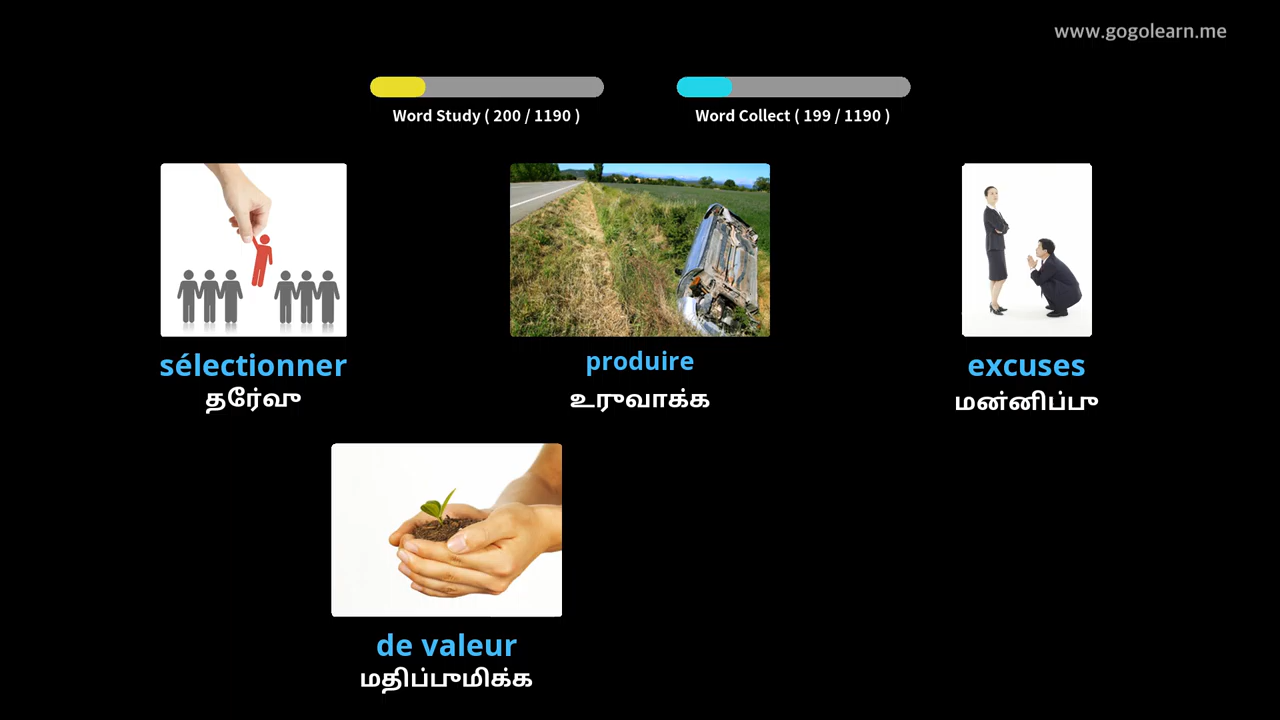 www.gogolearn.me
Word Study ( 200 / 1190 )
Word Collect ( 199 / 1190 )
sélectionner
தேர்வு
produire
உருவாக்க
excuses
மன்னிப்பு
de valeur
மதிப்புமிக்க